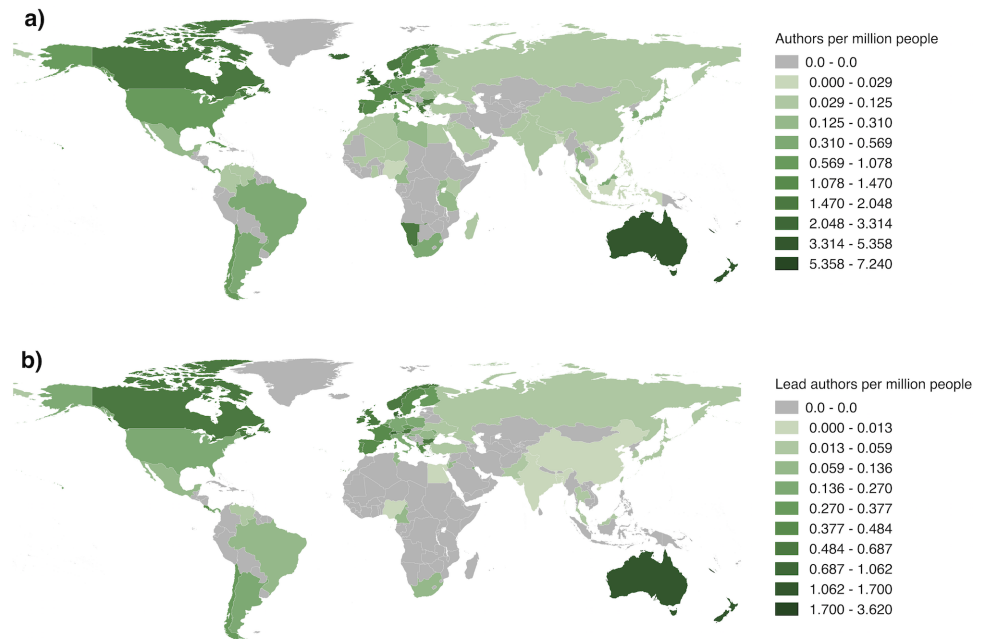 a)
Authors per million people
0.0 - 0.0
0.000 - 0.029
0.029 - 0.125
0.125 - 0.310
0.310 - 0.569
0.569 - 1.078
1.078 - 1.470
1.470 - 2.048
2.048 - 3.314
3.314 - 5.358
5.358 - 7.240
b)
Lead authors per million people
0.0 - 0.0
0.000 - 0.013
0.013 - 0.059
0.059 - 0.136
0.136 - 0.270
0.270 - 0.377
0.377 - 0.484
0.484 - 0.687
0.687 - 1.062
1.062 - 1.700
1.700 - 3.620